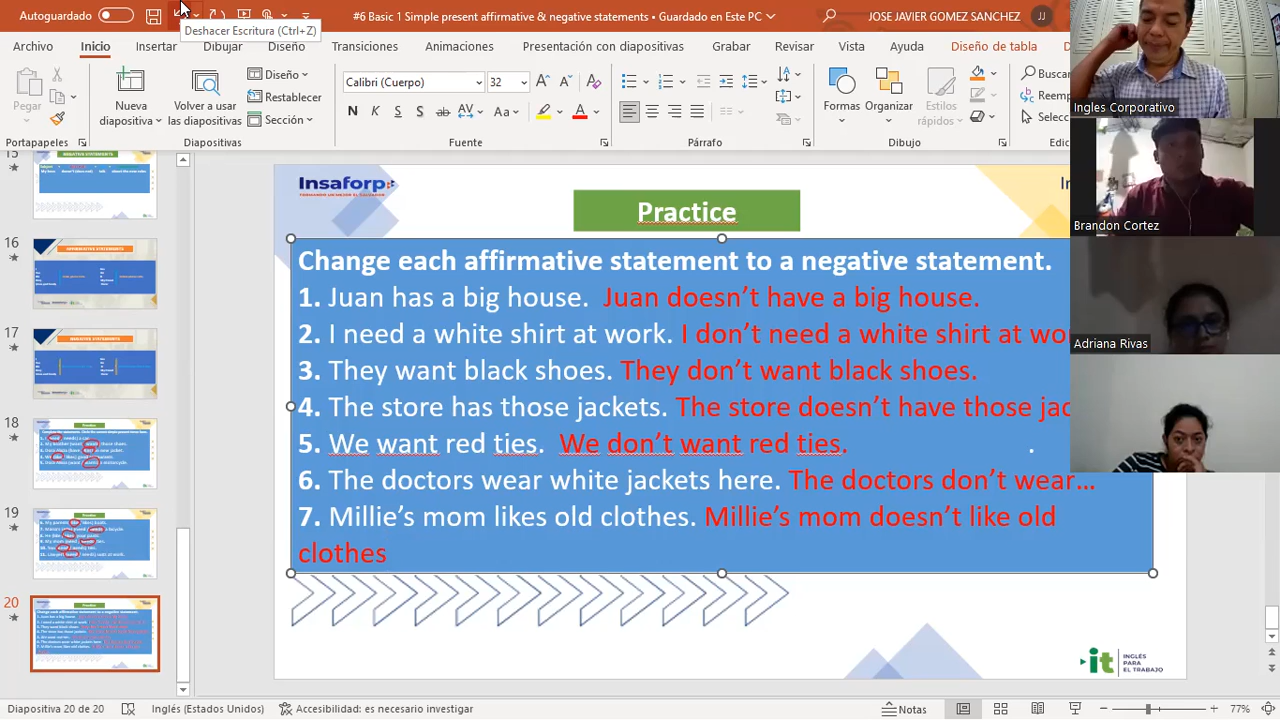 Autoguardado
#6 Basic 1 Simple present affirmative & negative statements • Guardado en Este PC
JOSE JAVIER GOMEZ SANCHEZ
JJ
Deshacer Escritura (Ctrl+Z)
Archivo Inicio Insertar Dibujar Diseño Transiciones Animaciones Presentación con diapositivas Grabar Revisar Vista Ayuda Diseño de tabla
Pegar
Nueva diapositiva
Volver a usar las diapositivas
Diseño
Restablecer
Sección
Calibri (Cuerpo) 32
N K S S ab AV Aa A
Formas Organizar Estilos rápidos
Buscar
Reemp
Selecc
Portapapeles Diapositivas Fuente Párrafo Dibujo Edic
Ingles Corporativo
Brandon Cortez
Adriana Rivas
15
16
17
18
19
20
Insaforp
In
Practice
Change each affirmative statement to a negative statement.
1. Juan has a big house. Juan doesn’t have a big house.
2. I need a white shirt at work. I don’t need a white shirt at wo
3. They want black shoes. They don’t want black shoes.
4. The store has those jackets. The store doesn’t have those jac
5. We want red ties. We don’t want red ties. .
6. The doctors wear white jackets here. The doctors don’t wear…
7. Millie’s mom likes old clothes. Millie’s mom doesn’t like old
clothes
it INGLÉS
PARA
EL TRABAJO
Diapositiva 20 de 20 Inglés (Estados Unidos) Accesibilidad: es necesario investigar Notas 77%